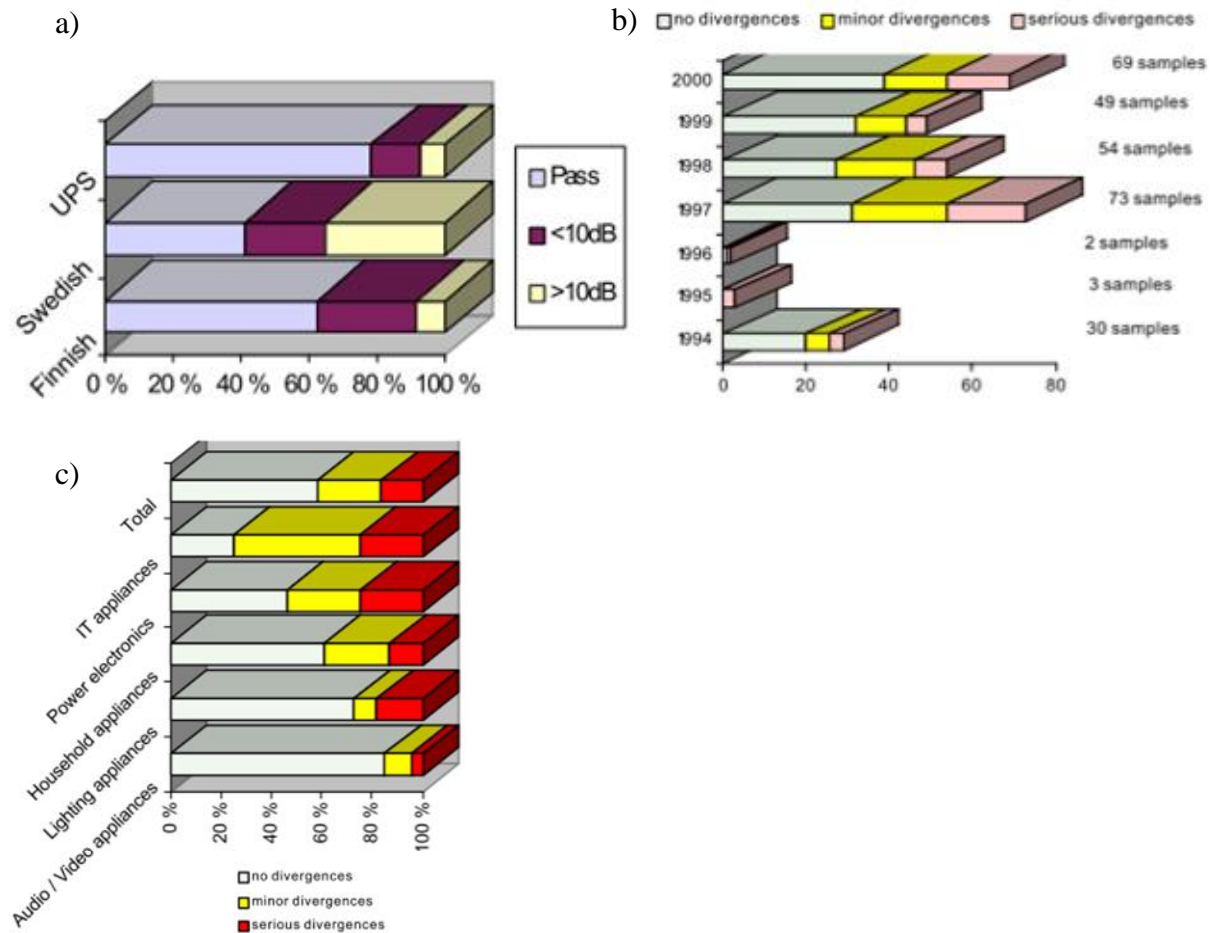 a)
UPS
Swedish
Finnish
0 % 20 % 40 % 60 % 80 % 100 %
Pass
<10dB
>10dB
b)
no divergences minor divergences serious divergences
2000 69 samples
1999 49 samples
1998 54 samples
1997 73 samples
1996 2 samples
1995 3 samples
1994 30 samples
0 20 40 60 80
c)
Total
IT appliances
Power electronics
Household appliances
Lighting appliances
Audio / Video appliances
0 % 20 % 40 % 60 % 80 % 100 %
no divergences
minor divergences
serious divergences